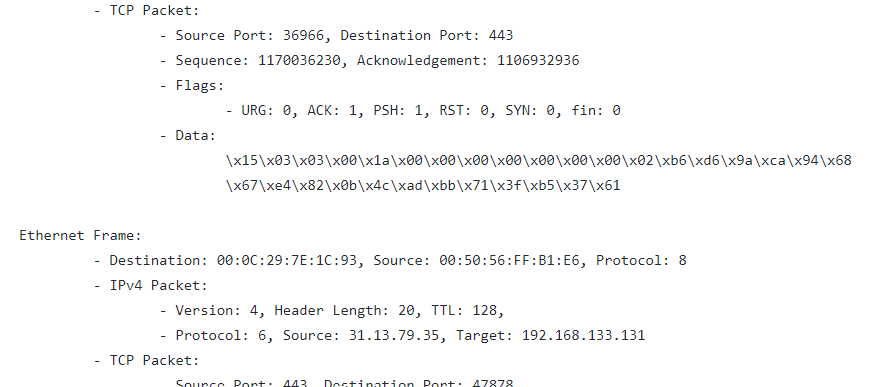 - TCP Packet:
- Source Port: 36966, Destination Port: 443
- Sequence: 1170036230, Acknowledgement: 1106932936
- Flags:
- URG: 0, ACK: 1, PSH: 1, RST: 0, SYN: 0, fin: 0
- Data:
\x15\x03\x03\x00\x1a\x00\x00\x00\x00\x00\x00\x00\x02\xb6\xd6\x9a\xca\x94\x68
\x67\xe4\x82\x0b\x4c\xad\xbb\x71\x3f\xb5\x37\x61
Ethernet Frame:
- Destination: 00:0C:29:7E:1C:93, Source: 00:50:56:FF:B1:E6, Protocol: 8
- IPv4 Packet:
- Version: 4, Header Length: 20, TTL: 128,
- Protocol: 6, Source: 31.13.79.35, Target: 192.168.133.131
- TCP Packet:
Source Port: 443, Destination Port: 47878